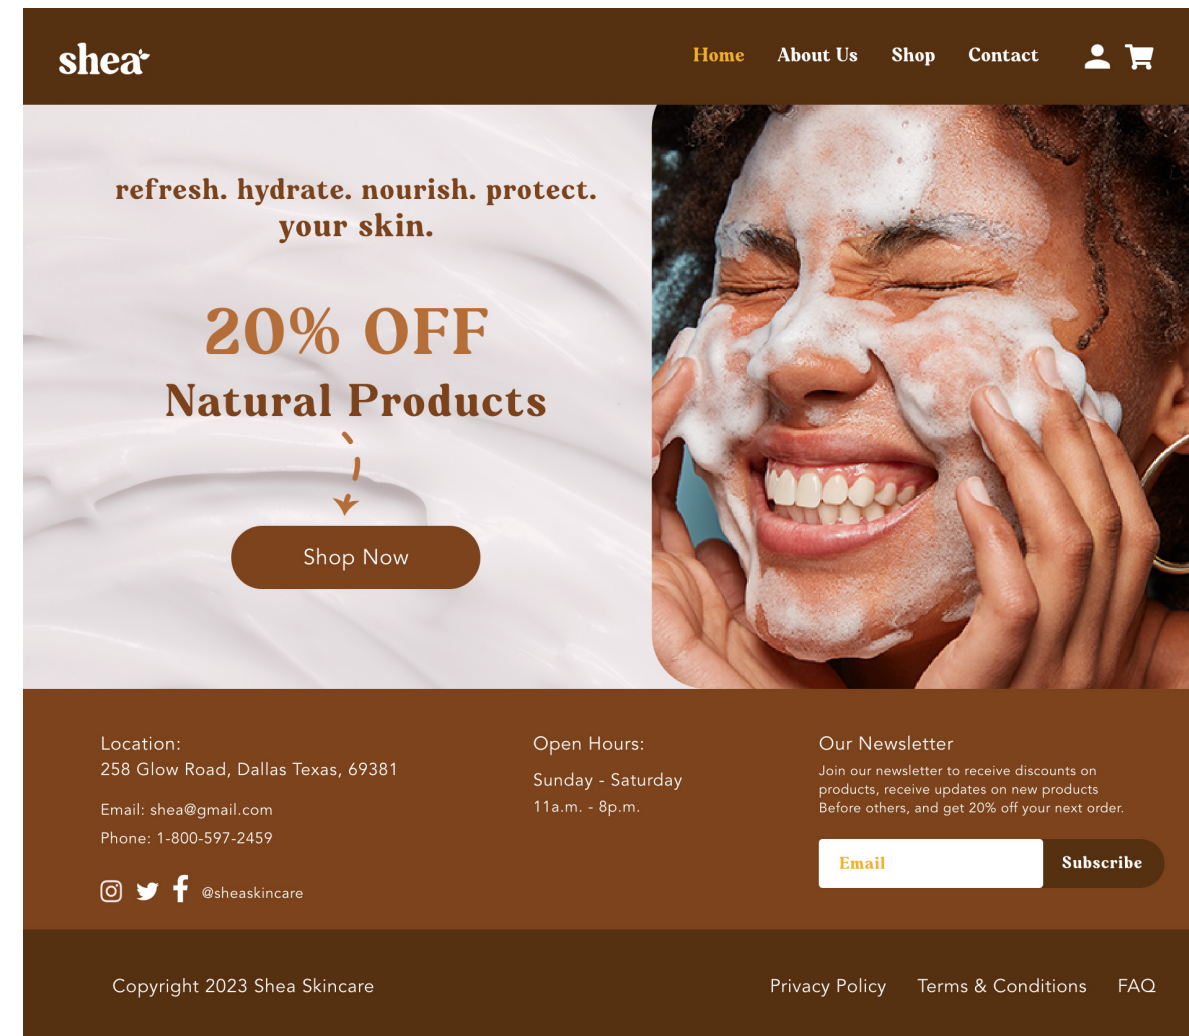 shea
Home About Us Shop Contact
refresh. hydrate. nourish. protect.
your skin.
20% OFF
Natural Products
Shop Now
Location:
258 Glow Road, Dallas Texas, 69381
Email: shea@gmail.com
Phone: 1-800-597-2459
@sheaskincare
Open Hours:
Sunday - Saturday
11a.m. - 8p.m.
Our Newsletter
Join our newsletter to receive discounts on
products, receive updates on new products
Before others, and get 20% off your next order.
Email Subscribe
Copyright 2023 Shea Skincare
Privacy Policy Terms & Conditions FAQ